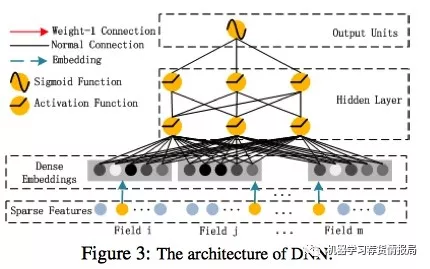 Weight-1 Connection
Normal Connection
Embedding
Sigmoid Function
Activation Function
Output Units
Hidden Layer
Dense
Embeddings
...
Sparse Features
...
Field i
Field j
...
Field m
Figure 3: The architecture of DNN.
机器学习荐货情报局